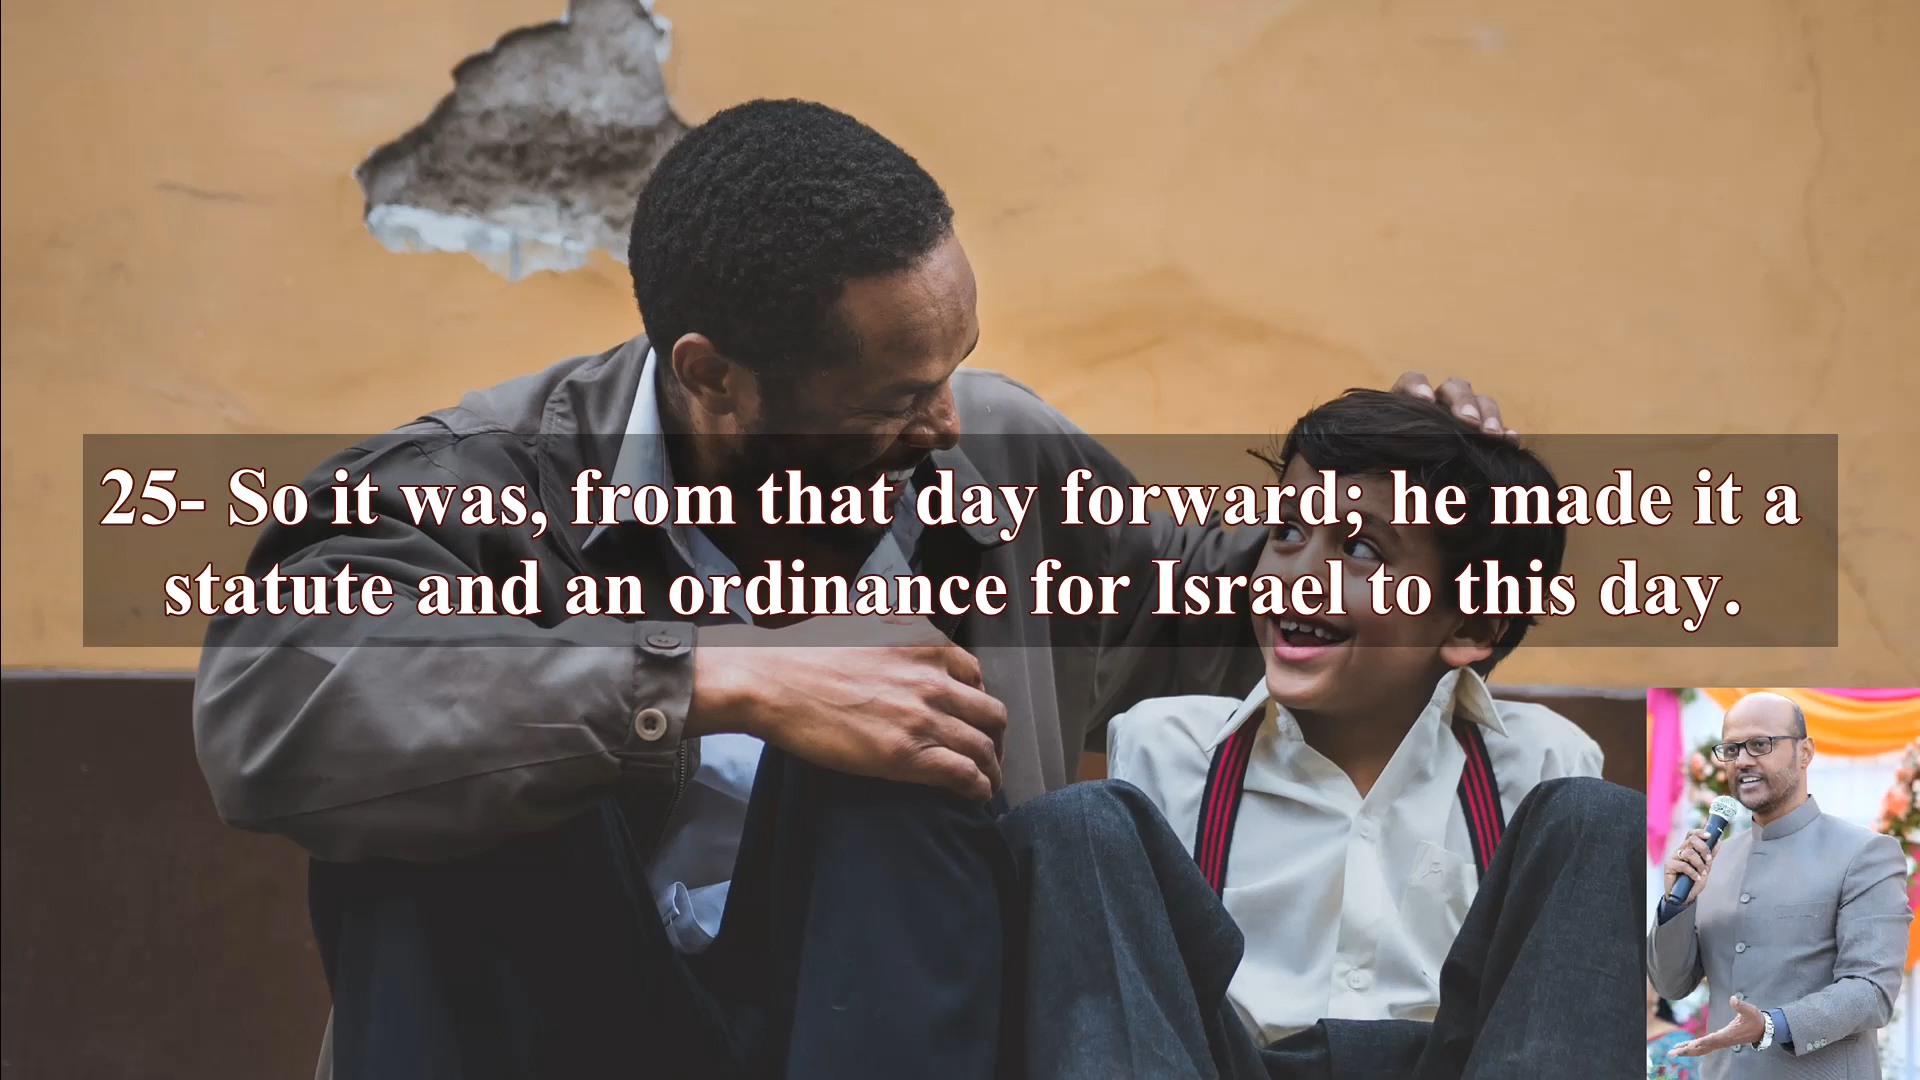 25- So it was, from that day forward; he made it a
statute and an ordinance for Israel to this day.